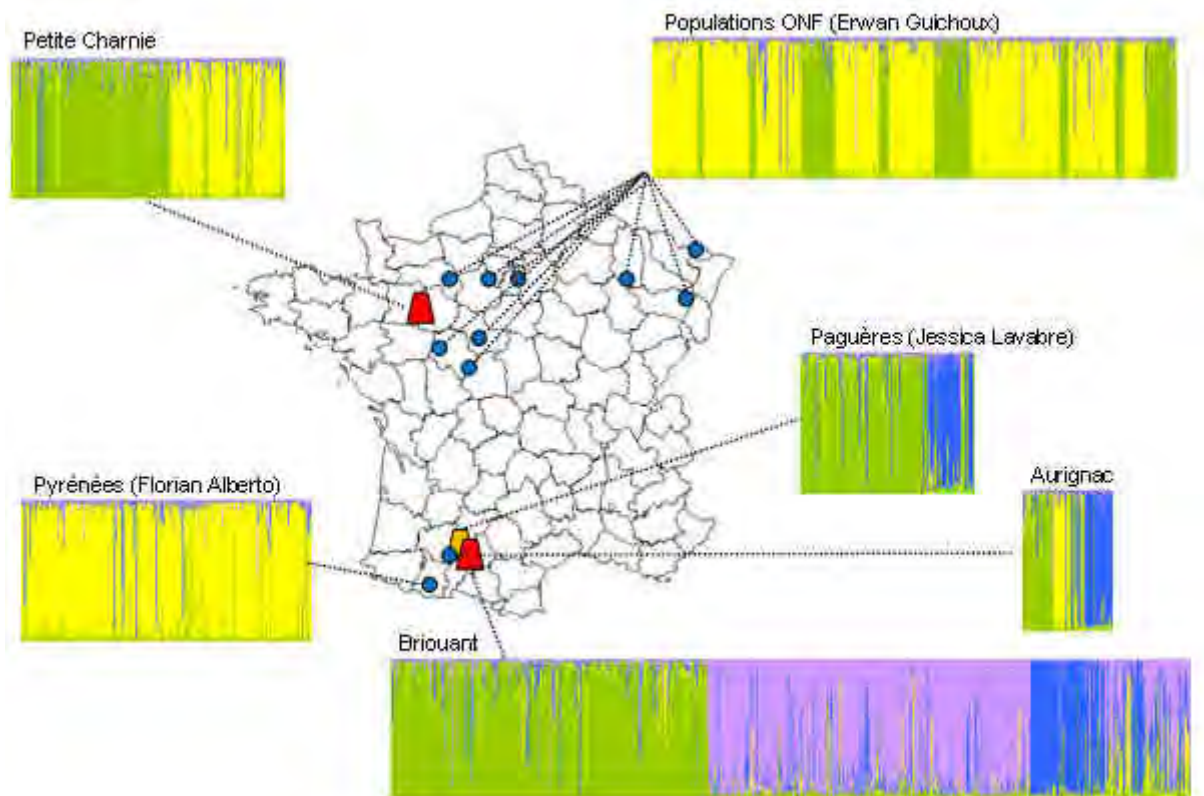 Petite Charnie
Populations ONF (Erwan Guichoux)
Paguères (Jessica Lavabre)
Aurignac
Pyrénées (Florian Alberto)
Briouant